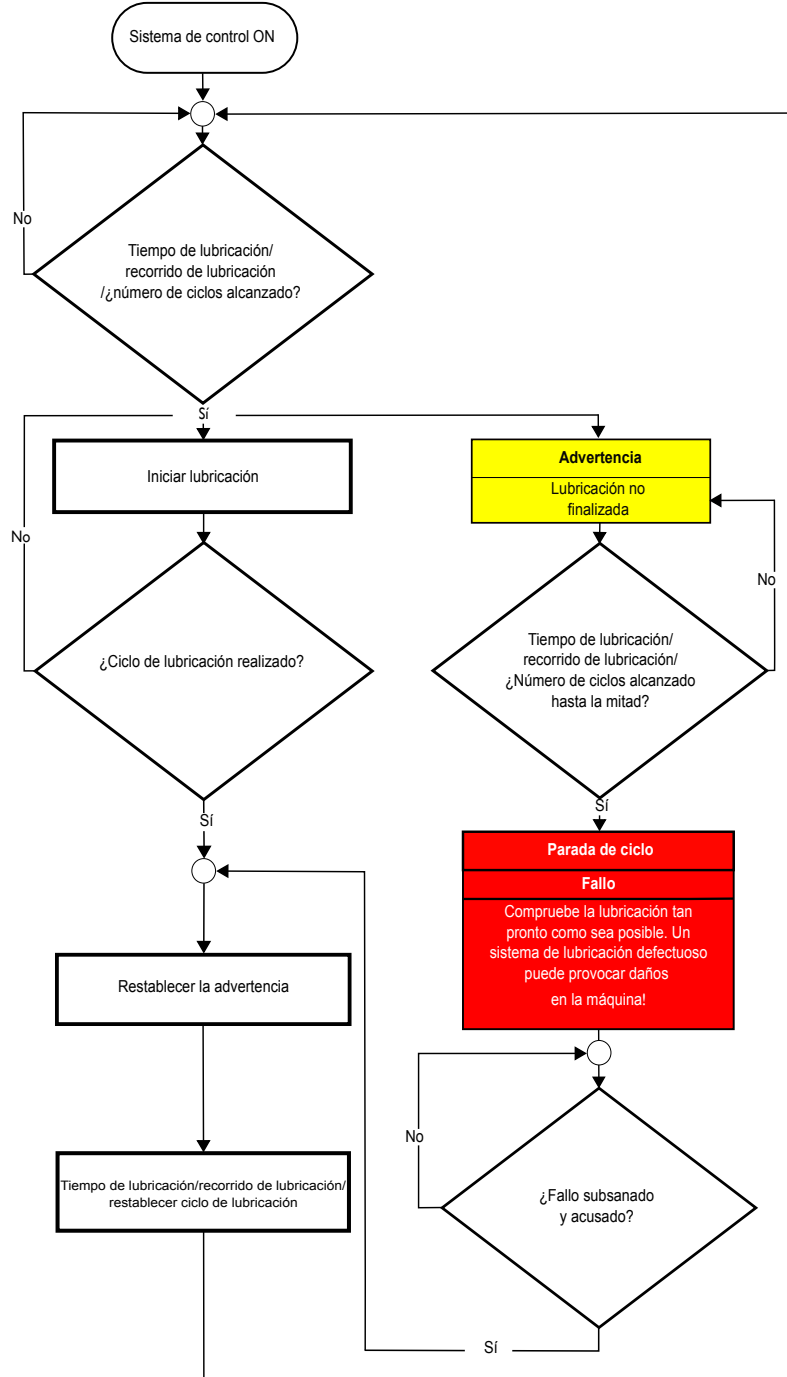 Sistema de control ON
No
Tiempo de lubricación/
recorrido de lubricación
/¿número de ciclos alcanzado?
Sí
Iniciar lubricación
No
¿Ciclo de lubricación realizado?
Sí
Restablecer la advertencia
Tiempo de lubricación/recorrido de lubricación/
restablecer ciclo de lubricación
Advertencia
Lubricación no
finalizada
No
Tiempo de lubricación/
recorrido de lubricación/
¿Número de ciclos alcanzado
hasta la mitad?
Sí
Parada de ciclo
Fallo
Compruebe la lubricación tan
pronto como sea posible. Un
sistema de lubricación defectuoso
puede provocar daños
en la máquina!
No
¿Fallo subsanado
y acusado?
Sí